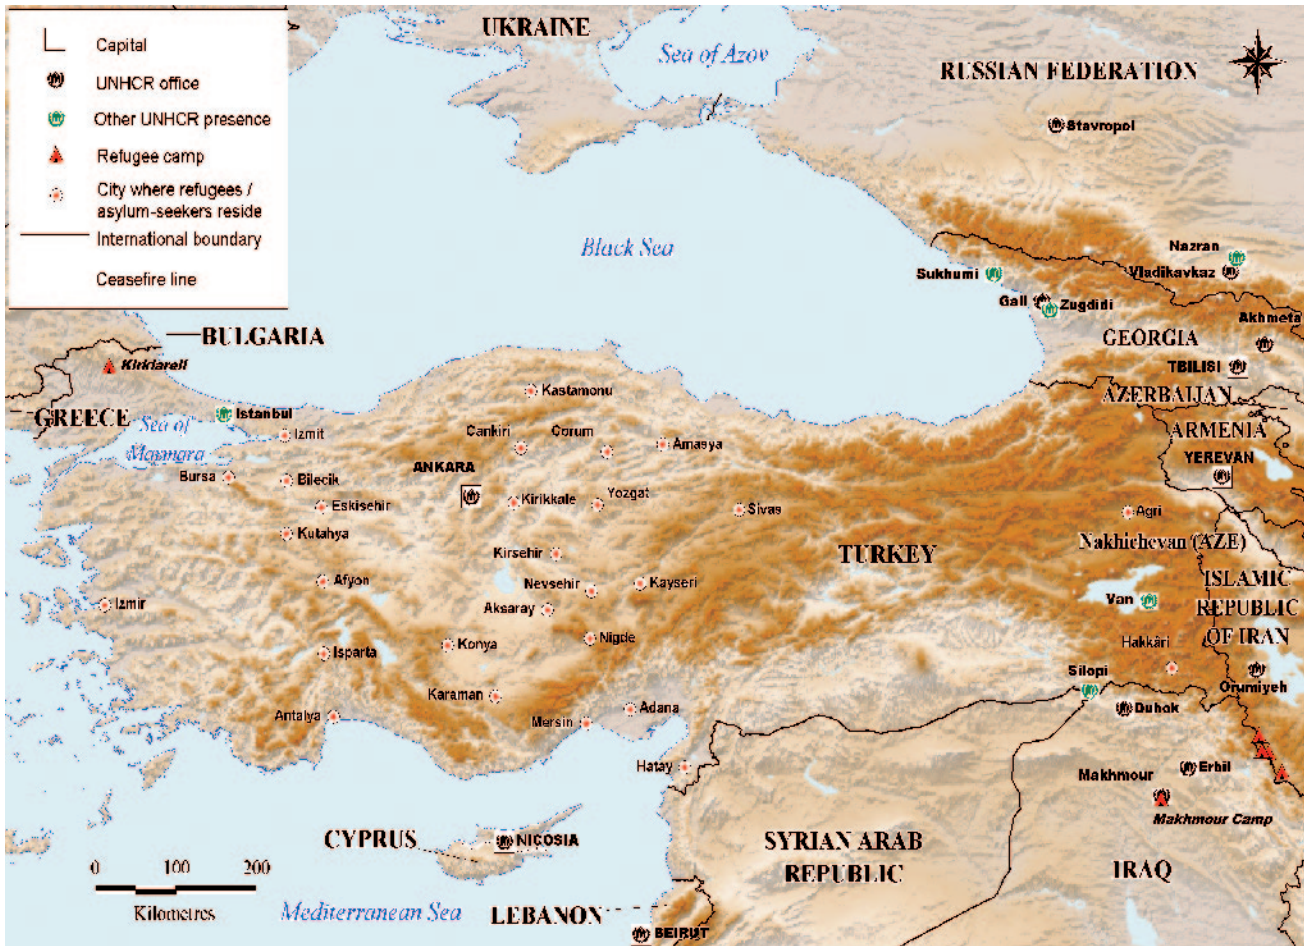 Capital
UNHCR office
Other UNHCR presence
Refugee camp
City where refugees /
asylum-seekers reside
International boundary
Ceasefire line
UKRAINE
Sea of Azov
RUSSIAN FEDERATION
Stavropol
Black Sea
Nazran
Vladikavkaz
Sukhumi
Gali
Zugdidi
Akhmeta
GEORGIA
TBILISI
BULGARIA
Kirklareli
AZERBAIJAN
GREECE
Istanbul
Sea of
Marmara
Izmit
Kastamonu
Cankiri
Corum
Amasya
ARMENIA
YEREVAN
ANKARA
Bursa
Bilecik
Eskisehir
Kirikkale
Yozgat
Sivas
Agri
Kutahya
Kirsehir
TURKEY
Nakhichevan (AZE)
Afyon
Nevsehir
Kayseri
ISLAMIC
REPUBLIC
OF IRAN
Izmir
Aksaray
Van
Isparta
Konya
Nigde
Hakkâri
Silopi
Orumiyeh
Karaman
Antalya
Mersin
Adana
Duhok
Hatay
Makhmour
Erbil
Makhmour Camp
CYPRUS
NICOSIA
SYRIAN ARAB
REPUBLIC
IRAQ
0 100 200
Kilometres
Mediterranean Sea
LEBANON
BEIRUT